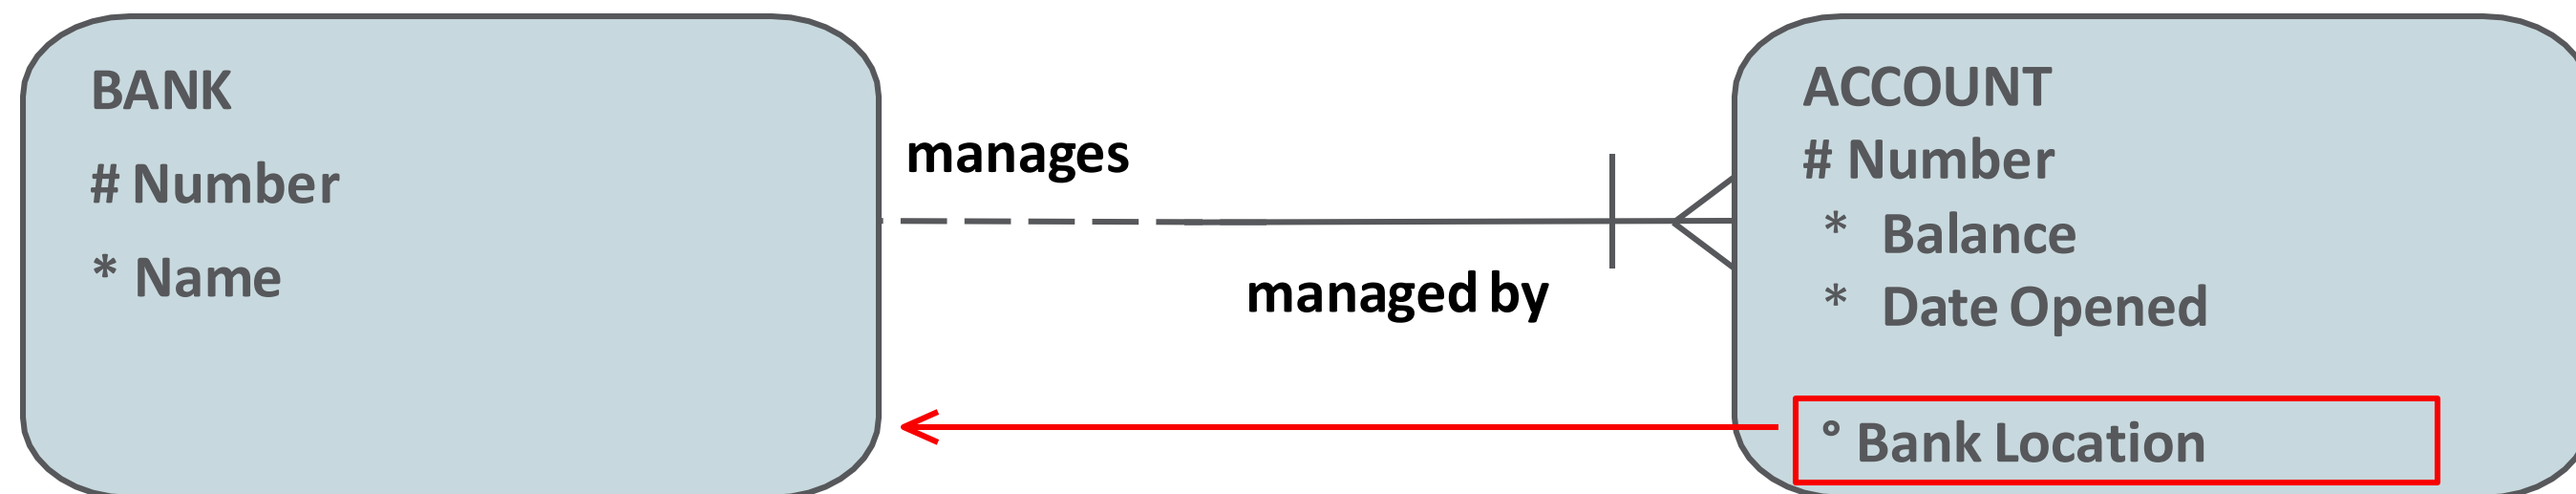 BANK
# Number
* Name
manages
managed by
ACCOUNT
# Number
* Balance
* Date Opened
° Bank Location